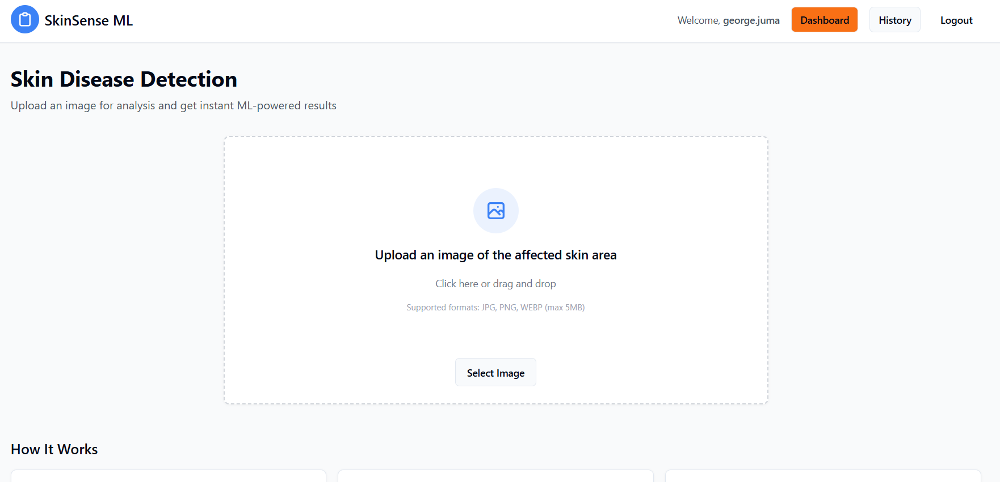 SkinSense ML
Welcome, george.juma
Dashboard
History
Logout
Skin Disease Detection
Upload an image for analysis and get instant ML-powered results
Upload an image of the affected skin area
Click here or drag and drop
Supported formats: JPG, PNG, WEBP (max 5MB)
Select Image
How It Works